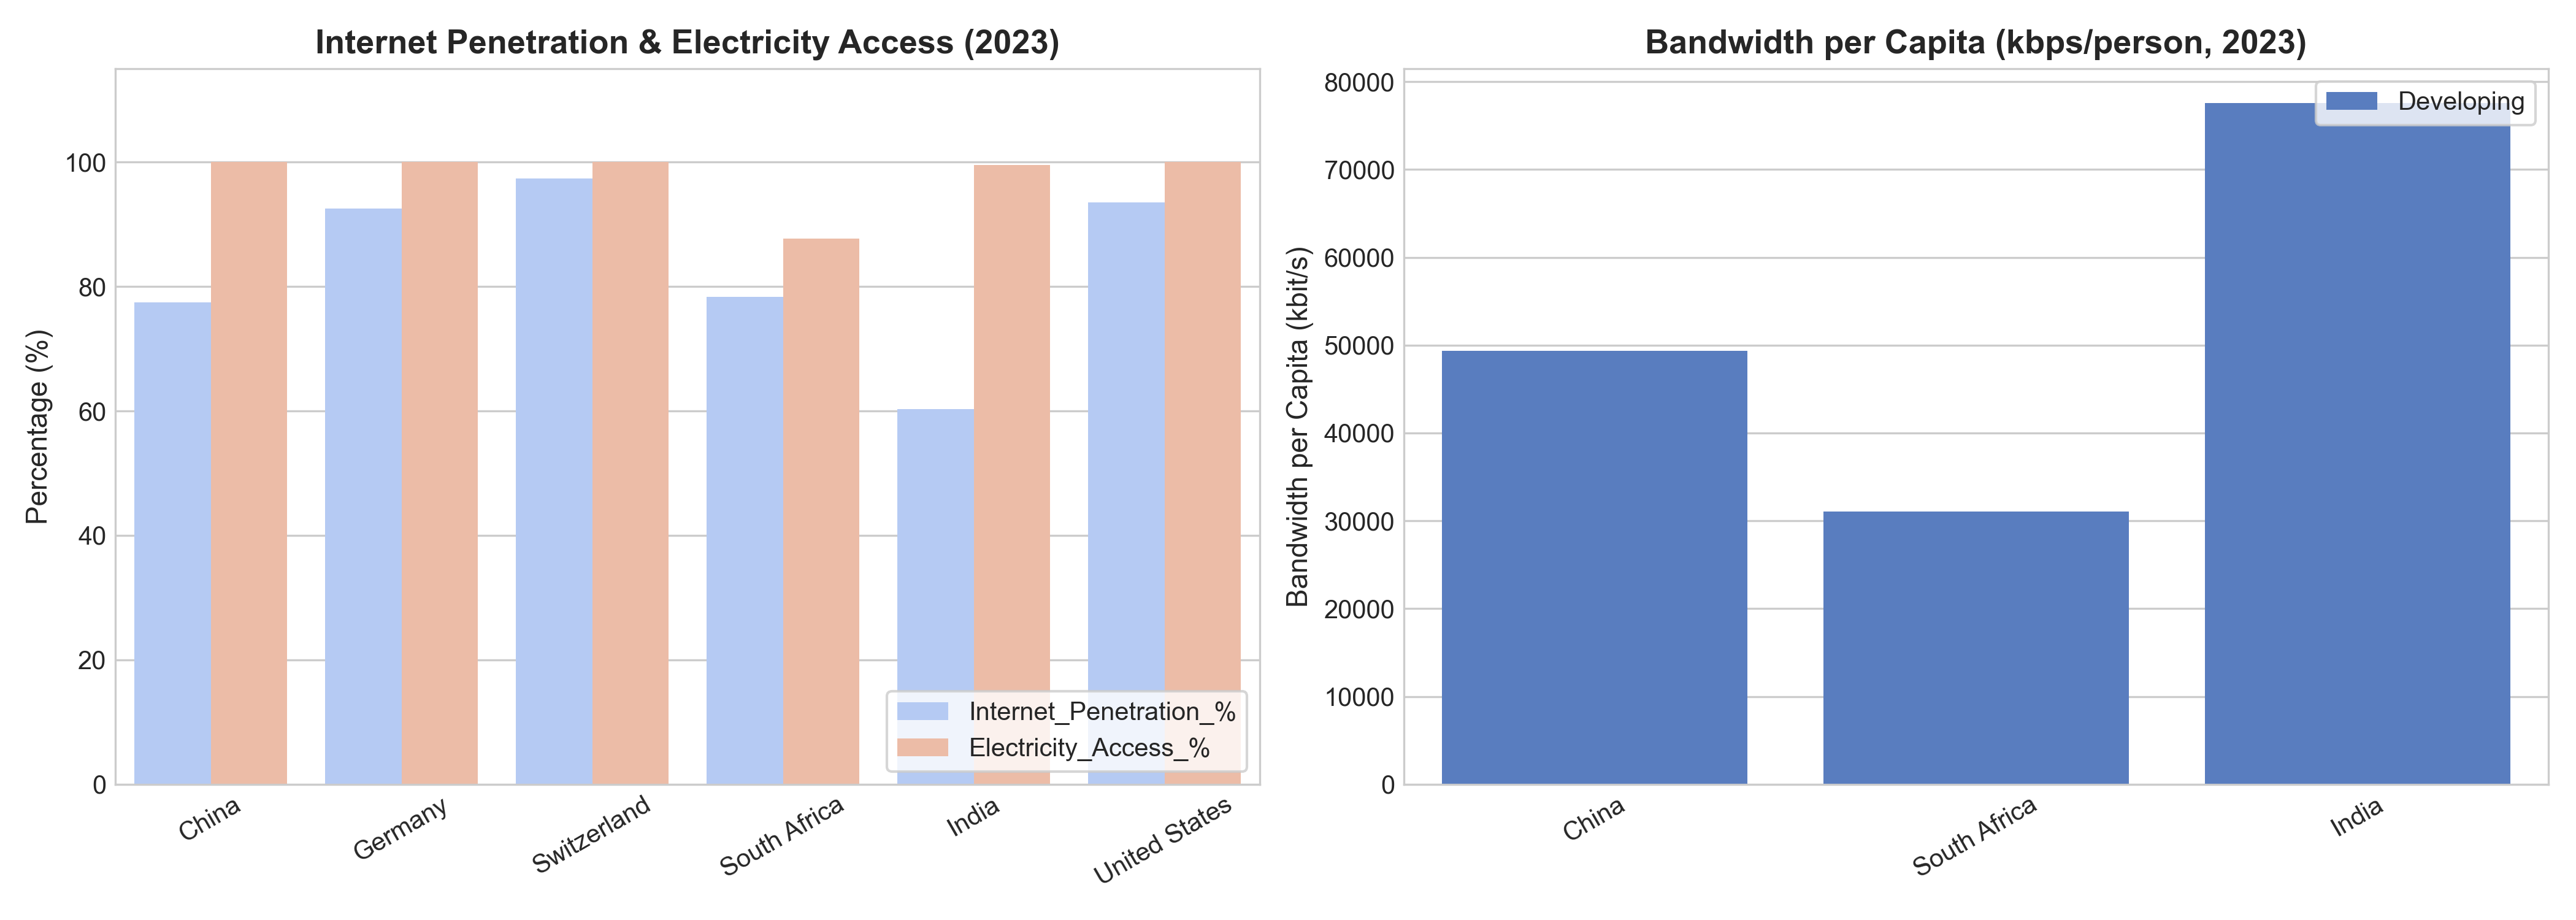 Internet Penetration & Electricity Access (2023)
Percentage (%)
100
80
60
40
20
0
China
Germany
Switzerland
South Africa
India
United States
Internet_Penetration_%
Electricity_Access_%
Bandwidth per Capita (kbps/person, 2023)
Bandwidth per Capita (kbit/s)
80000
70000
60000
50000
40000
30000
20000
10000
0
China
South Africa
India
Developing